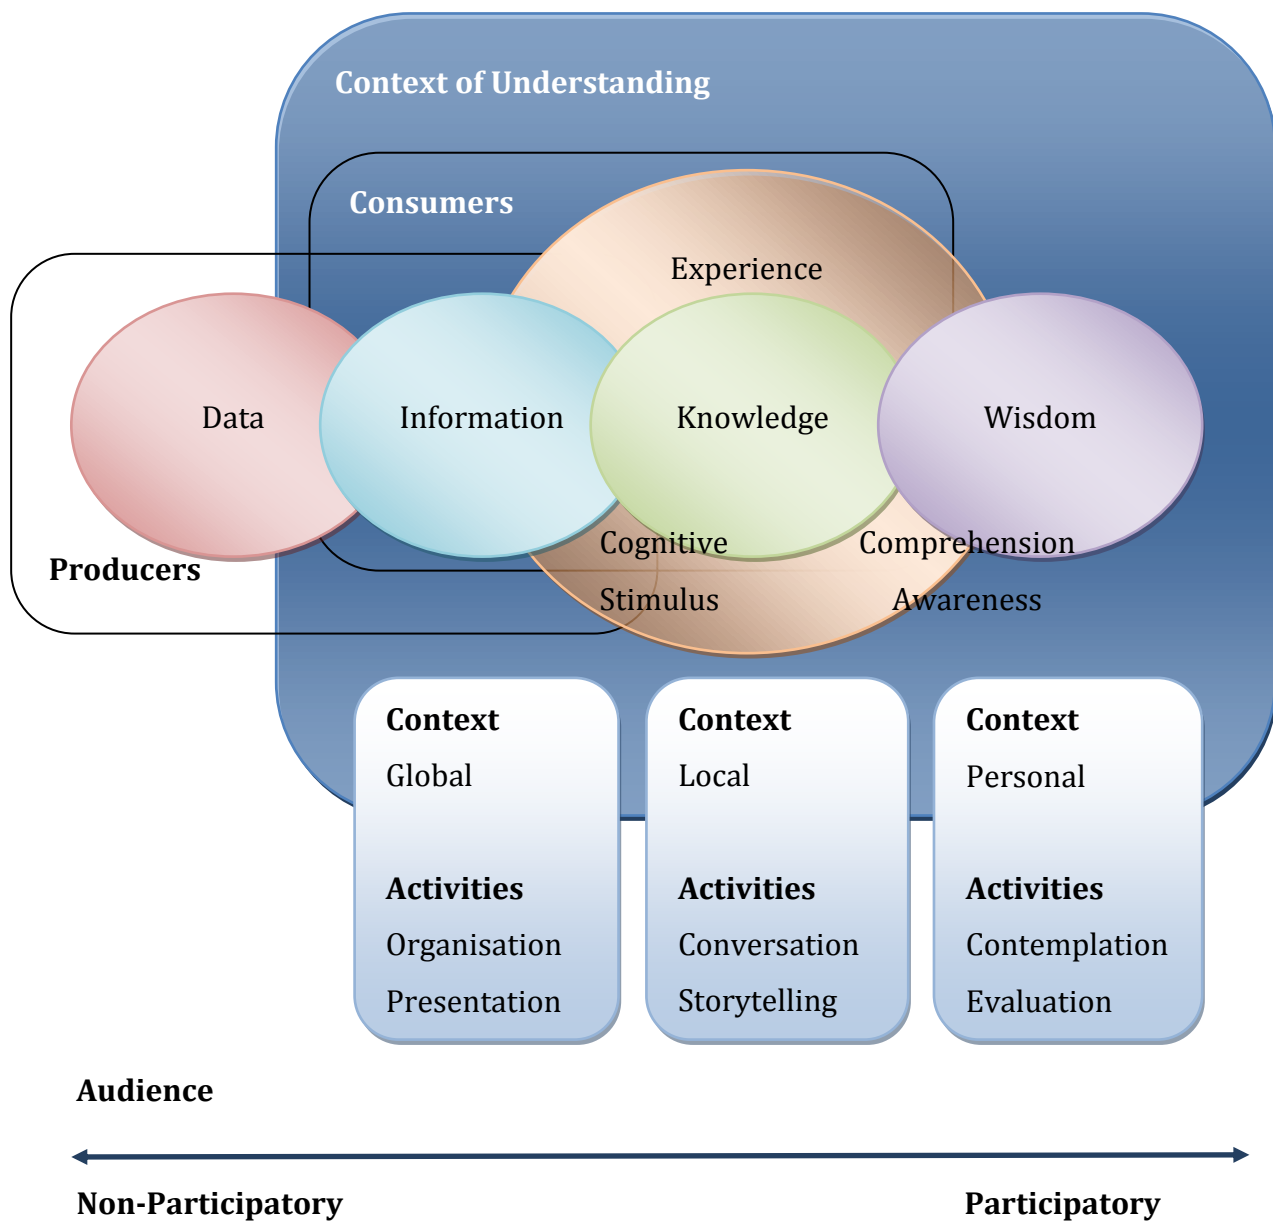 Context of Understanding
Consumers
Experience
Data
Information
Knowledge
Wisdom
Cognitive
Stimulus
Comprehension
Awareness
Producers
Context
Global
Activities
Organisation
Presentation
Context
Local
Activities
Conversation
Storytelling
Context
Personal
Activities
Contemplation
Evaluation
Audience
Non-Participatory
Participatory